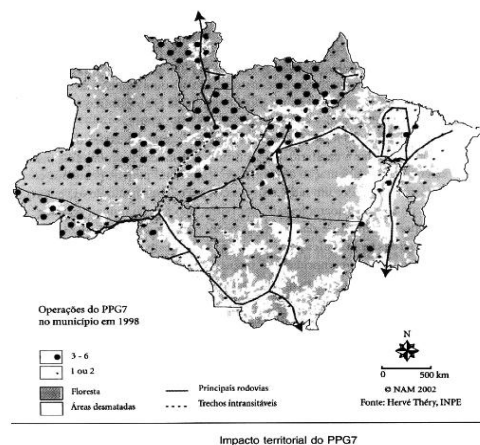 Operações do PPG7
no município em 1998
3 - 6
1 ou 2
Floresta
Áreas desmatadas
Principais rodovias
Trechos intransitáveis
N
0 500 km
© NAM 2002
Fonte: Hervé Théry, INPE
Impacto territorial do PPG7